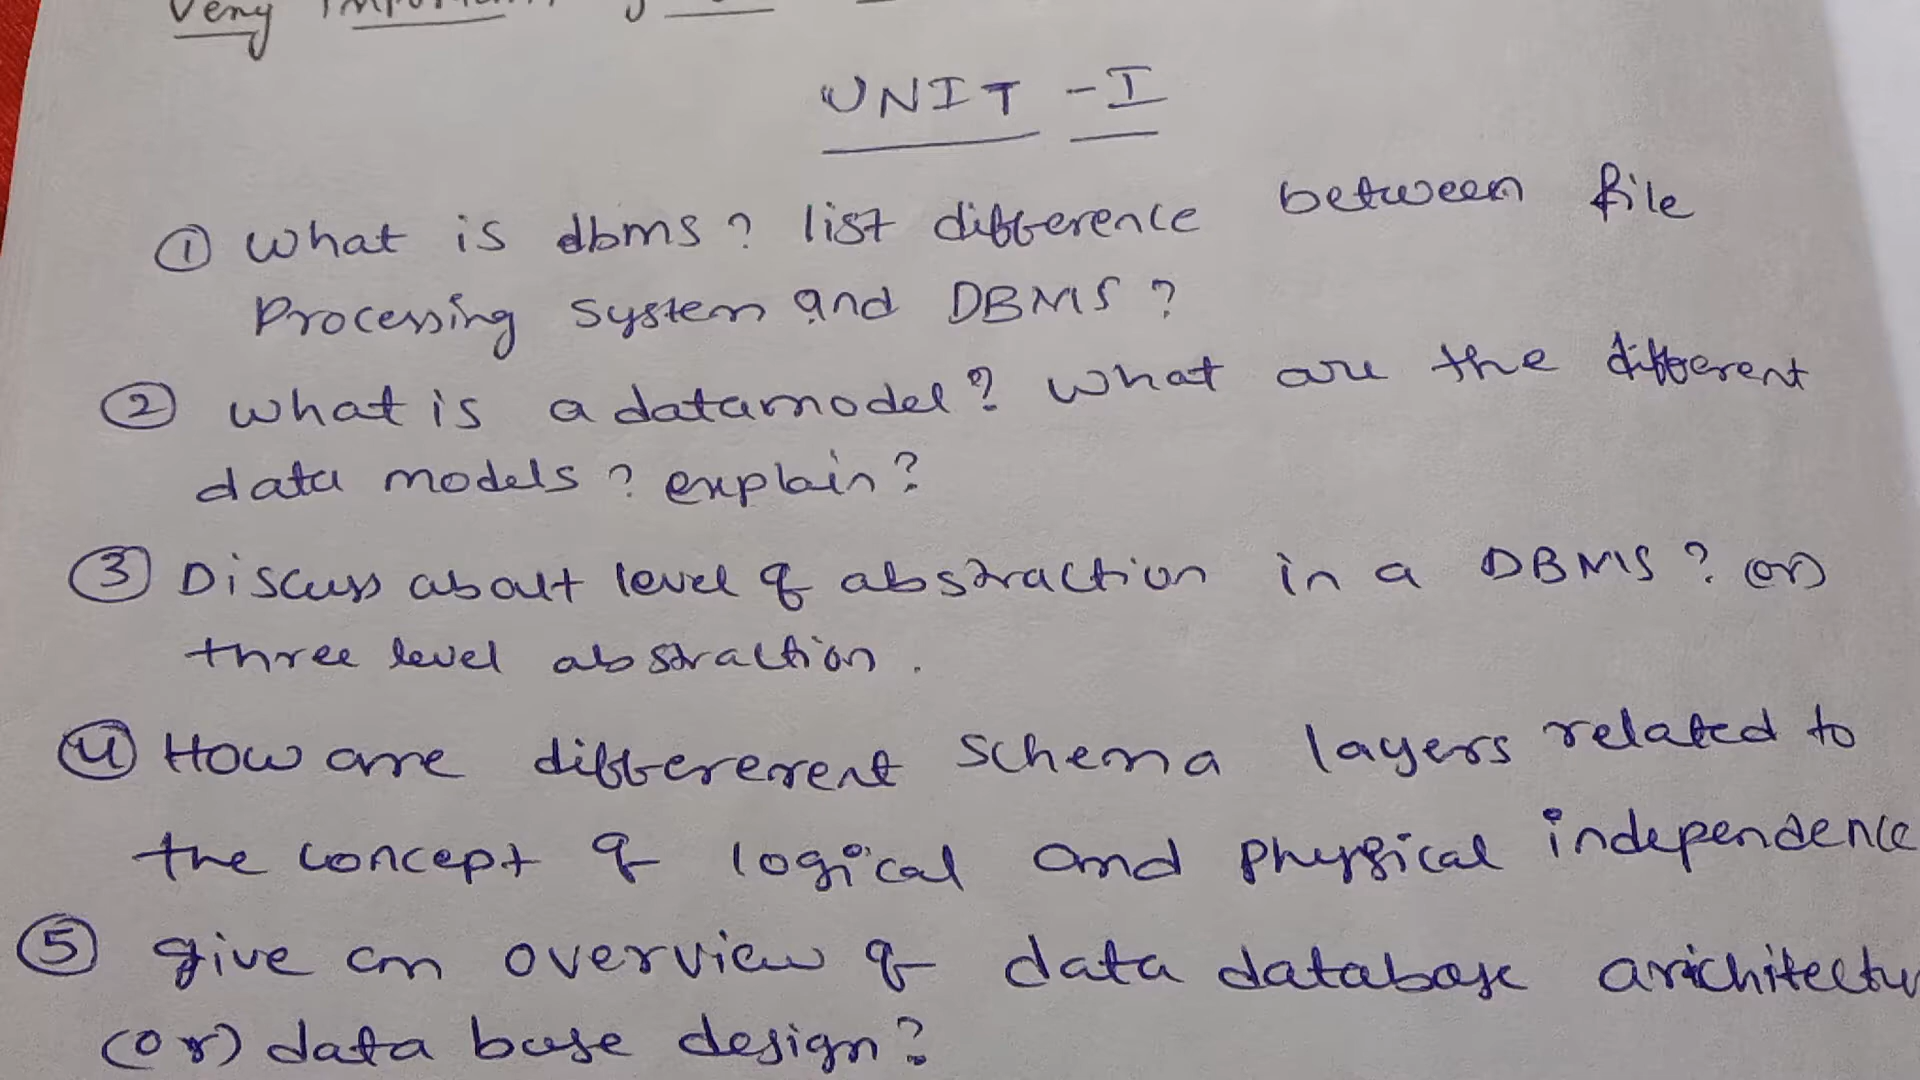 Very
UNIT - I
① What is dbms ? list difference between file
Processing System and DBMS ?
② What is a datamodel ? What are the different
data models ? explain ?
③ Discuss about level of abstraction in a DBMS ? (or)
three level abstraction .
④ How are differerent Schema layers related to
the concept of logical and physical independence
⑤ give an overview of data database arichitectu
(or) data base design ?